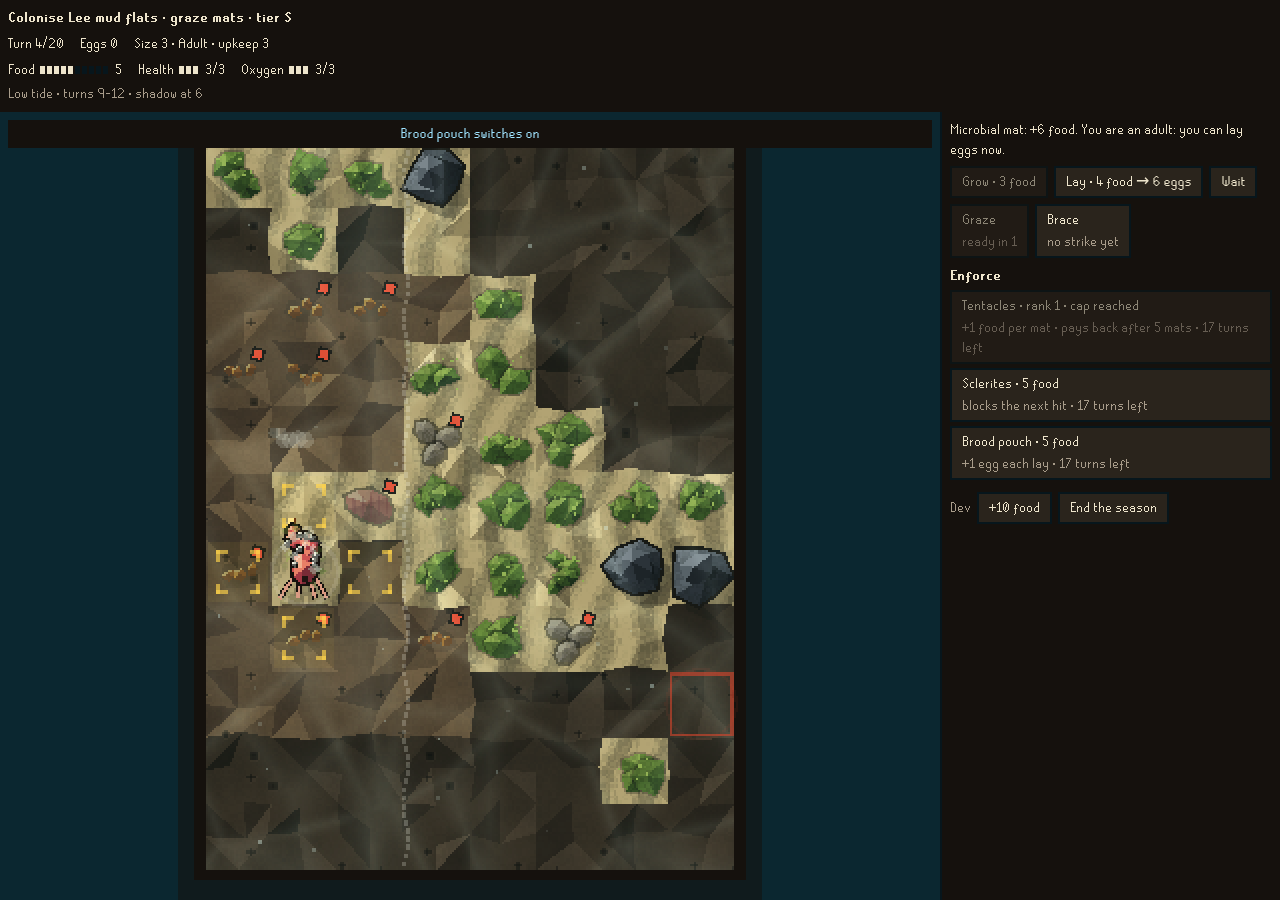 Colonise Lee mud flats · graze mats · tier S
Turn 4/20 Eggs 0 Size 3 · Adult · upkeep 3
Food 5 Health 3/3 Oxygen 3/3
Low tide · turns 9-12 · shadow at 6
Brood pouch switches on
Microbial mat: +6 food. You are an adult: you can lay
eggs now.
Grow · 3 food
Lay · 4 food → 6 eggs
Wait
Graze
ready in 1
Brace
no strike yet
Enforce
Tentacles · rank 1 · cap reached
+1 food per mat · pays back after 5 mats · 17 turns
left
Sclerites · 5 food
blocks the next hit · 17 turns left
Brood pouch · 5 food
+1 egg each lay · 17 turns left
Dev +10 food End the season